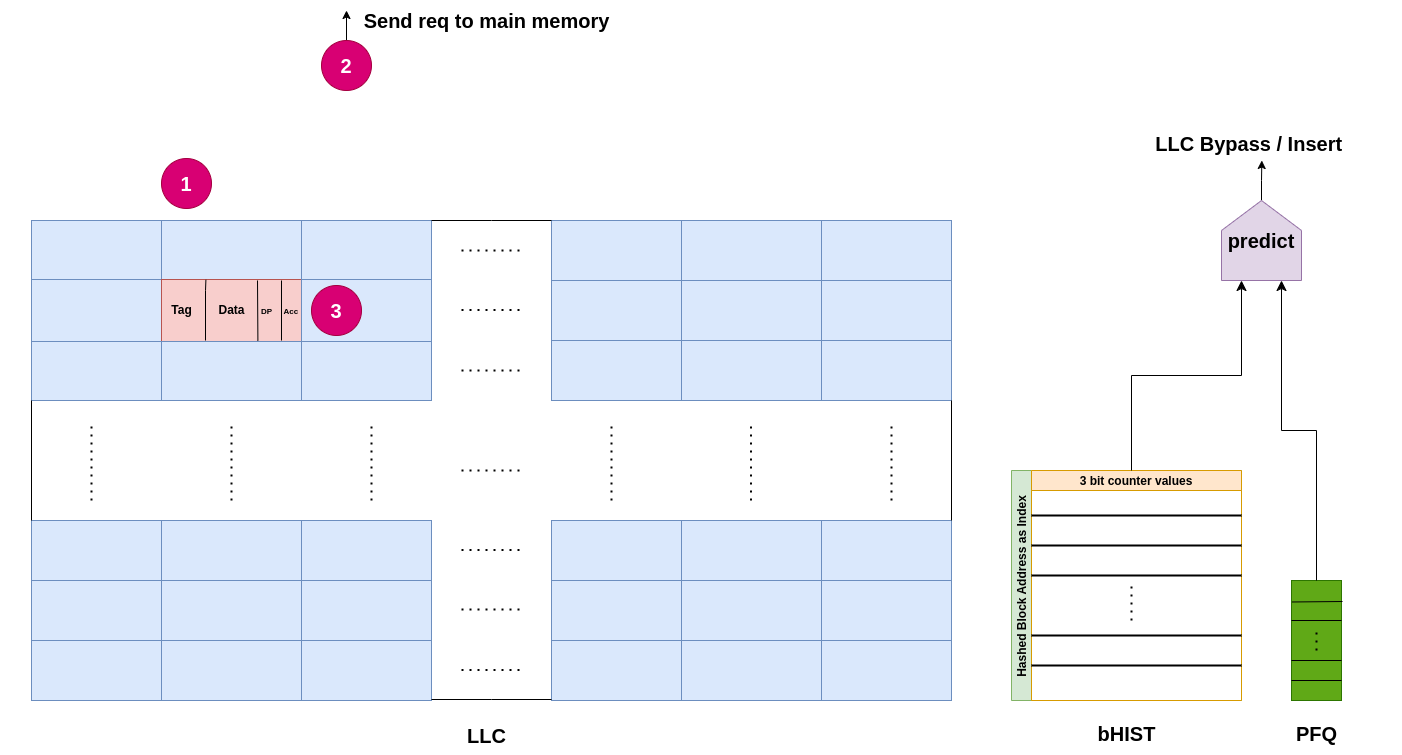 Send req to main memory
2
LLC Bypass / Insert
1
predict
Tag Data DP Acc
3
3 bit counter values
Hashed Block Address as Index
LLC
bHIST
PFQ